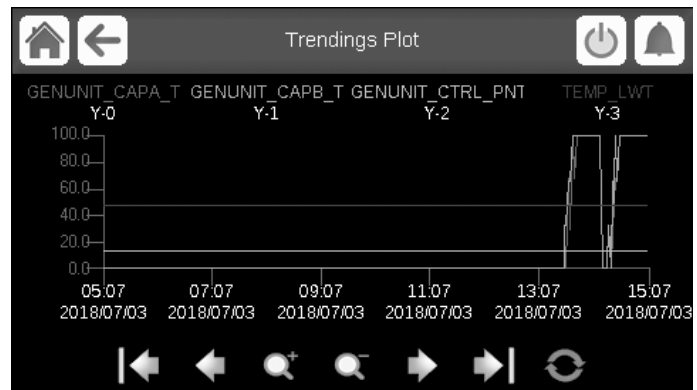 Trendings Plot
GENUNIT_CAPA_T GENUNIT_CAPB_T GENUNIT_CTRL_PNT TEMP_LWT
Y-0 Y-1 Y-2 Y-3
100.0
80.0
60.0
40.0
20.0
0.0
05:07 07:07 09:07 11:07 13:07 15:07
2018/07/03 2018/07/03 2018/07/03 2018/07/03 2018/07/03 2018/07/03